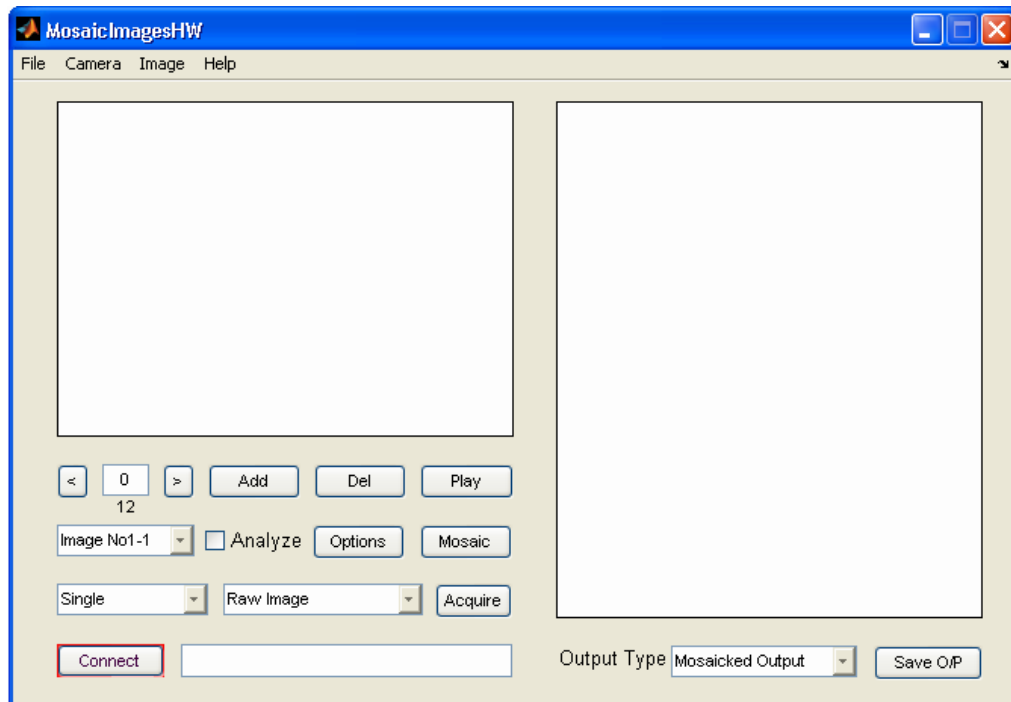 MosaicImagesHW
File Camera Image Help
< 0 > Add Del Play
12
Image No1-1 Analyze Options Mosaic
Single Raw Image Acquire
Connect
Output Type Mosaicked Output Save O/P